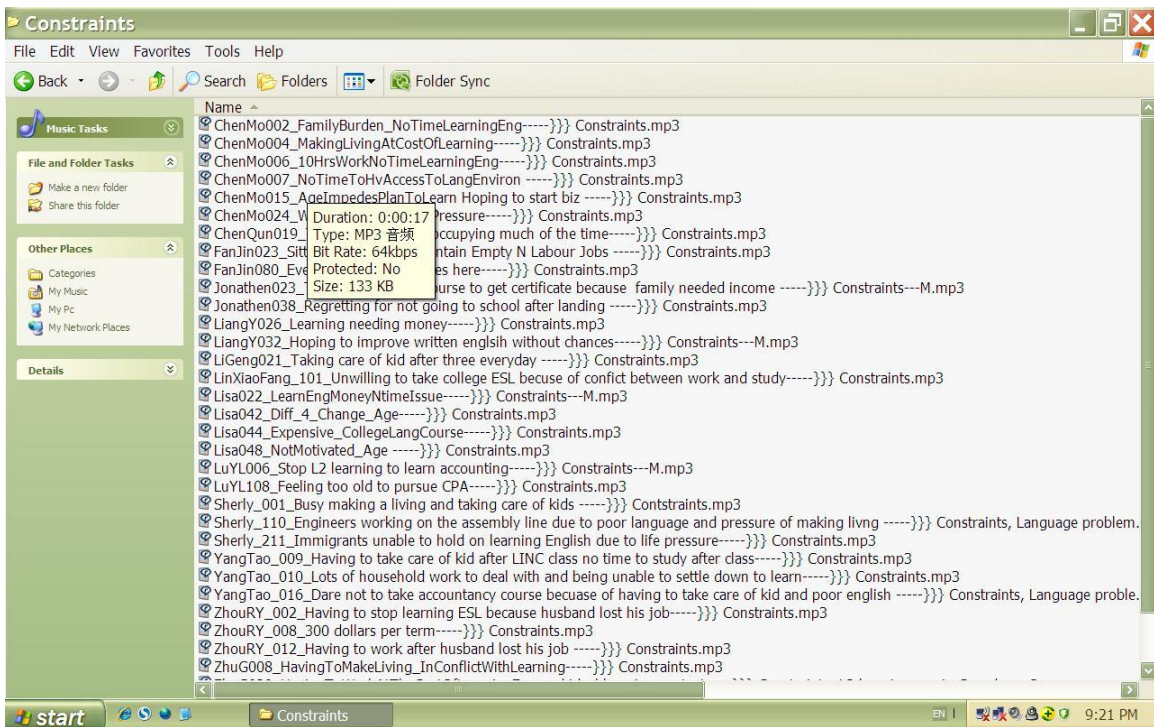 Constraints
File Edit View Favorites Tools Help
Back Search Folders Folder Sync
Music Tasks
File and Folder Tasks
Make a new folder
Share this folder
Other Places
Categories
My Music
My Pc
My Network Places
Details
Name
ChenMo002_FamilyBurden_NoTimeLearningEng-----}}} Constraints.mp3
ChenMo004_MakingLivingAtCostOfLearning-----}}} Constraints.mp3
ChenMo006_10HrsWorkNoTimeLearningEng-----}}} Constraints.mp3
ChenMo007_NoTimeToHvAccessToLangEnviron -----}}} Constraints.mp3
ChenMo015_AgeImpedesPlanToLearn Hoping to start biz -----}}} Constraints.mp3
ChenMo024_W Pressure-----}}} Constraints.mp3
ChenQun019_ occupying much of the time-----}}} Constraints.mp3
FanJin023_Sitt ntain Empty N Labour Jobs -----}}} Constraints.mp3
FanJin080_Eve es here-----}}} Constraints.mp3
Jonathen023_T urse to get certificate because family needed income -----}}} Constraints---M.mp3
Jonathen038_Regretting for not going to school after landing -----}}} Constraints.mp3
LiangY026_Learning needing money-----}}} Constraints.mp3
LiangY032_Hoping to improve written englsih without chances-----}}} Constraints---M.mp3
LiGeng021_Taking care of kid after three everyday -----}}} Constraints.mp3
LinXiaoFang_101_Unwilling to take college ESL becuse of confict between work and study-----}}} Constraints.mp3
Lisa022_LearnEngMoneyNtimeIssue-----}}} Constraints---M.mp3
Lisa042_Diff_4_Change_Age-----}}} Constraints.mp3
Lisa044_Expensive_CollegeLangCourse-----}}} Constraints.mp3
Lisa048_NotMotivated_Age -----}}} Constraints.mp3
LuYL006_Stop L2 learning to learn accounting-----}}} Constraints---M.mp3
LuYL108_Feeling too old to pursue CPA-----}}} Constraints.mp3
Sherly_001_Busy making a living and taking care of kids -----}}} Contstraints.mp3
Sherly_110_Engineers working on the assembly line due to poor language and pressure of making livng -----}}} Constraints, Language problem.
Sherly_211_Immigrants unable to hold on learning English due to life pressure-----}}} Constraints.mp3
YangTao_009_Having to take care of kid after LINC class no time to study after class-----}}} Constraints.mp3
YangTao_010_Lots of household work to deal with and being unable to settle down to learn-----}}} Constraints.mp3
YangTao_016_Dare not to take accountancy course becuase of having to take care of kid and poor english -----}}} Constraints, Language proble.
ZhouRY_002_Having to stop learning ESL because husband lost his job-----}}} Constraints.mp3
ZhouRY_008_300 dollars per term-----}}} Constraints.mp3
ZhouRY_012_Having to work after husband lost his job -----}}} Constraints.mp3
ZhuG008_HavingToMakeLiving_InConflictWithLearning-----}}} Constraints.mp3
Duration: 0:00:17
Type: MP3 音频
Bit Rate: 64kbps
Protected: No
Size: 133 KB
start Constraints EN 9:21 PM